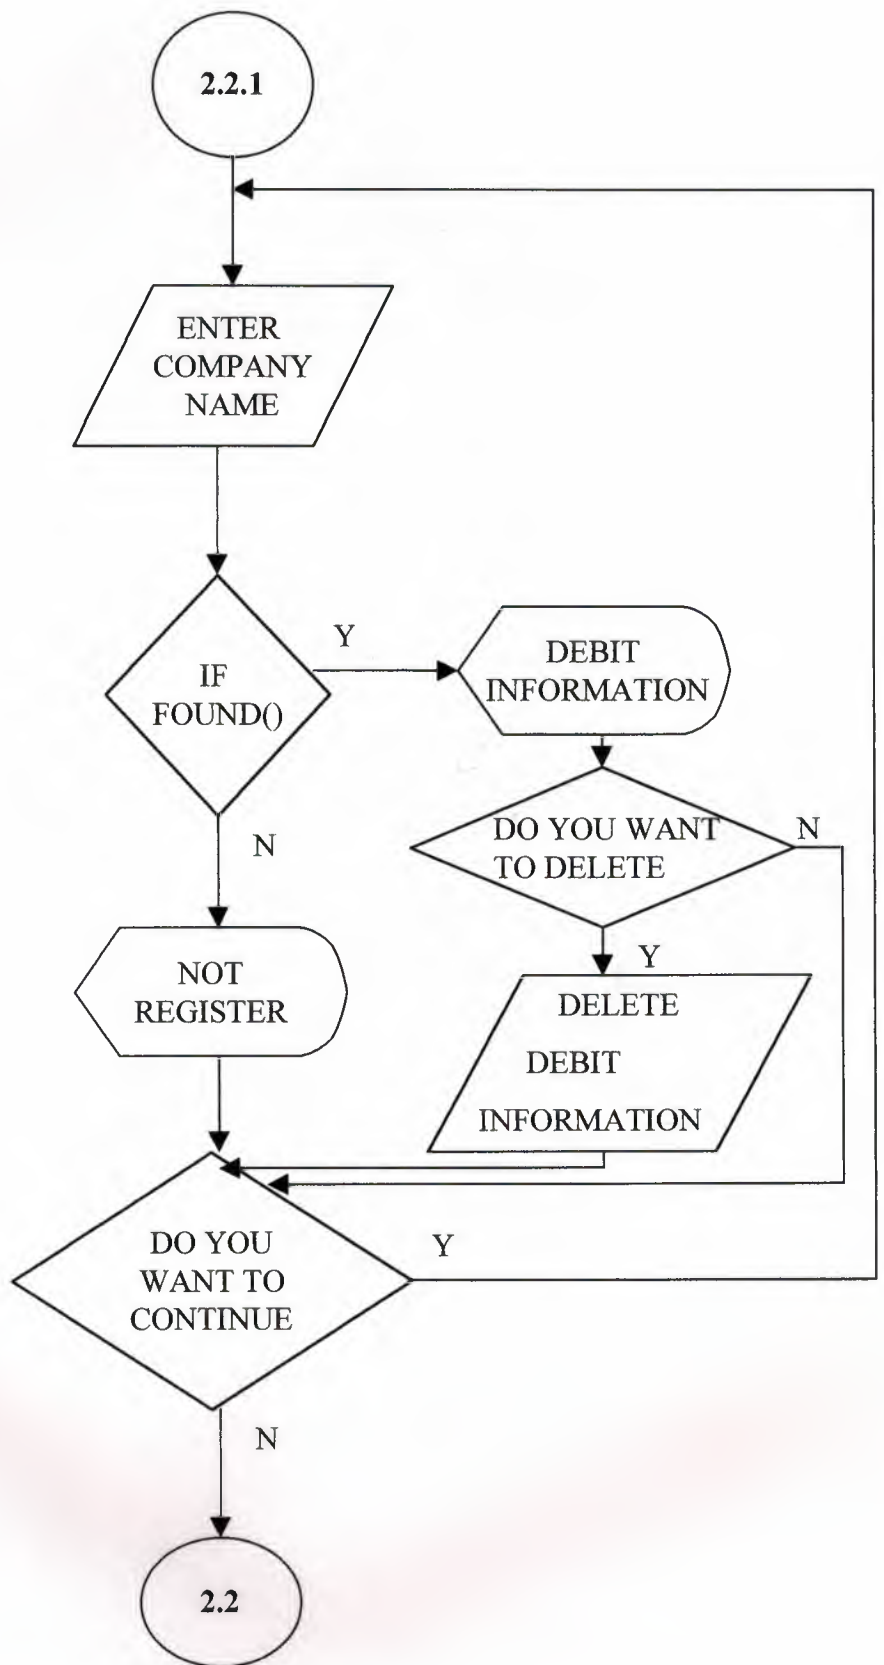 2.2.1
ENTER
COMPANY
NAME
IF
FOUND()
Y
DEBIT
INFORMATION
N
DO YOU WANT
TO DELETE
N
Y
NOT
REGISTER
DELETE
DEBIT
INFORMATION
DO YOU
WANT TO
CONTINUE
Y
N
2.2